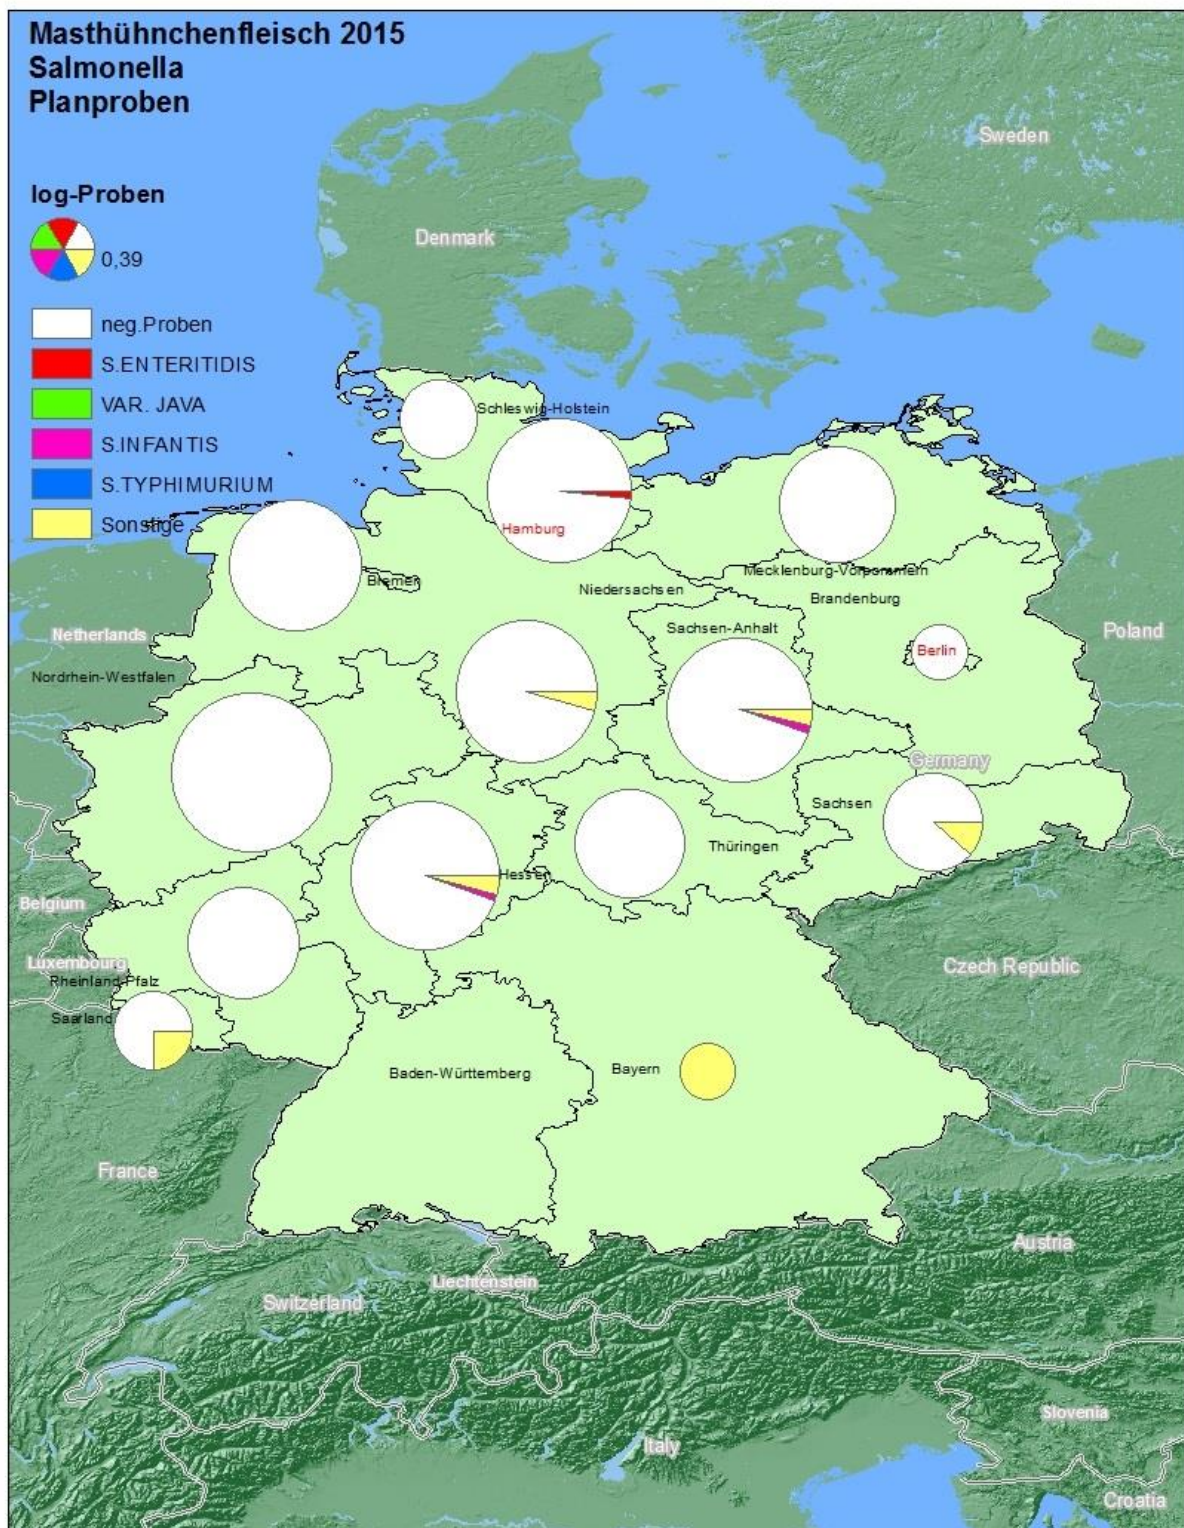 Masthühnchenfleisch 2015
Salmonella
Planproben
log-Proben
0,39
neg.Proben
S.ENTERITIDIS
VAR. JAVA
S.INFANTIS
S.TYPHIMURIUM
Sonstige
Sweden
Denmark
Schleswig-Holstein
Hamburg
Bremen
Niedersachsen
Mecklenburg-Vorpommern
Brandenburg
Sachsen-Anhalt
Netherlands
Poland
Berlin
Nordrhein-Westfalen
Germany
Sachsen
Thüringen
Hessen
Belgium
Luxembourg
Czech Republic
Rheinland-Pfalz
Saarland
Baden-Württemberg
Bayern
France
Austria
Liechtenstein
Switzerland
Slovenia
Italy
Croatia